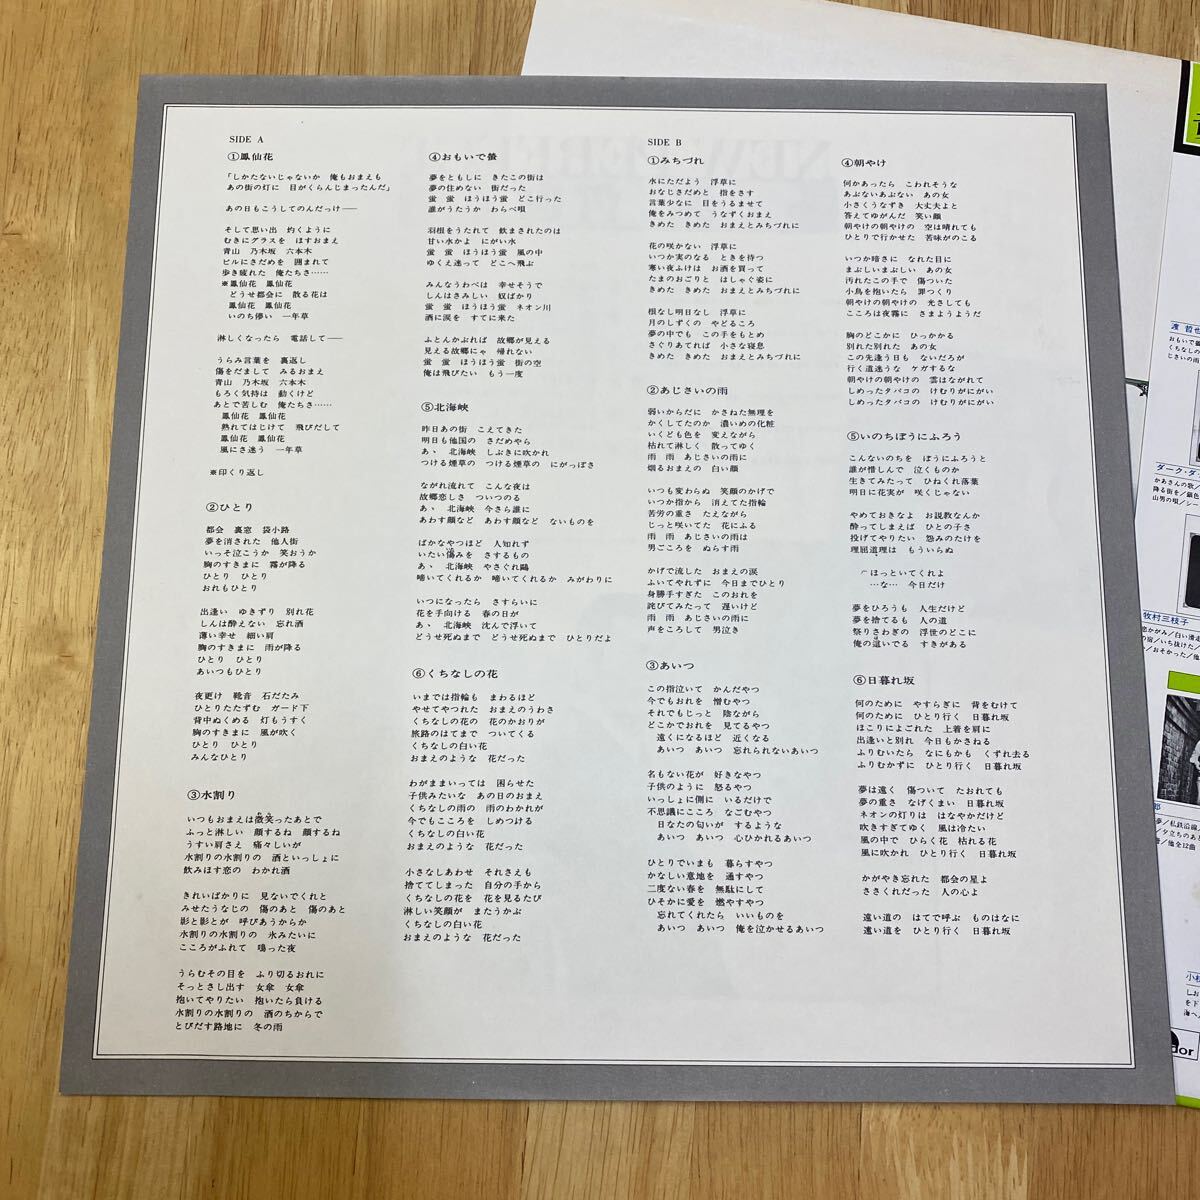 SIDE A
①鳳仙花
「しかたないじゃないか 俺もおまえも
あの街の灯に 目がくらんじまったんだ」
あの日もこうしてのんだっけ──
そして思い出 灼くように
むきにグラスを ほすおまえ
青山 乃木坂 六本木
ビルにさだめを 囲まれて
歩き疲れた 俺たちさ……
※鳳仙花 鳳仙花
どうせ都会に 散る花は
鳳仙花 鳳仙花
いのち儚い 一年草
淋しくなったら 電話して──
うらみ言葉を 裏返し
傷をだまして みるおまえ
青山 乃木坂 六本木
もろく気持は 動くけど
あとで苦しむ 俺たちさ……
鳳仙花 鳳仙花
熟れてはじけて 飛びだして
鳳仙花 鳳仙花
風にさ迷う 一年草
※印くり返し
②ひとり
都会 裏窓 袋小路
夢を消された 他人街
いっそ泣こうか 笑おうか
胸のすきまに 霧が降る
ひとり ひとり
おれもひとり
出逢い ゆきずり 別れ花
しんは酔えない 忘れ酒
薄い幸せ 細い肩
胸のすきまに 雨が降る
ひとり ひとり
あいつもひとり
夜更け 靴音 石だたみ
ひとりたたずむ ガード下
背中ぬくめる 灯もうすく
胸のすきまに 風が吹く
ひとり ひとり
みんなひとり
③水割り
いつもおまえは微笑ったあとで
ふっと淋しい 顔するね 顔するね
うすい肩さえ 痛々しいが
水割りの水割りの 酒といっしょに
飲みほす恋の わかれ酒
きれいばかりに 見ないでくれと
みせたうなじの 傷のあと 傷のあと
影と影とが 呼びあうからか
水割りの水割りの 氷みたいに
こころがふれて 鳴った夜
うらむその目を ふり切るおれに
そっとさし出す 女傘 女傘
抱いてやりたい 抱いたら負ける
水割りの水割りの 酒のちからで
とびだす路地に 冬の雨
④おもいで螢
夢をともしに きたこの街は
夢の住めない 街だった
蛍 蛍 ほうほう蛍 どこ行った
誰がうたうか わらべ唄
羽根をうたれて 飲まされたのは
甘い水かよ にがい水
蛍 蛍 ほうほう蛍 風の中
ゆくえ迷って どこへ飛ぶ
みんなうわべは 幸せそうで
しんはさみしい 奴ばかり
蛍 蛍 ほうほう蛍 ネオン川
酒に涙を すてに来た
ふとんかぶれば 故郷が見える
見える故郷にゃ 帰れない
蛍 蛍 ほうほう蛍 街の空
俺は飛びたい もう一度
⑤北海峡
昨日あの街 こえてきた
明日も他国の さだめやら
あゝ 北海峡 しぶきに吹かれ
つける煙草の つける煙草の にがっぽさ
ながれ流れて こんな夜は
故郷恋しさ ついつのる
あゝ 北海峡 今さら誰に
あわす顔など あわす顔など ないものを
ばかなやつほど 人知れず
いたい傷みを さするもの
あゝ 北海峡 やさぐれ鷗
啼いてくれるか 啼いてくれるか みがわりに
いつになったら さすらいに
花を手向ける 春の日が
あゝ 北海峡 沈んで浮いて
どうせ死ぬまで どうせ死ぬまで ひとりだよ
⑥くちなしの花
いまでは指輪も まわるほど
やせてやつれた おまえのうわさ
くちなしの花の 花のかおりが
旅路のはてまで ついてくる
くちなしの白い花
おまえのような 花だった
わがままいっては 困らせた
子供みたいな あの日のおまえ
くちなしの雨の 雨のわかれが
今でもこころを しめつける
くちなしの白い花
おまえのような 花だった
小さなしあわせ それさえも
捨ててしまった 自分の手から
くちなしの花を 花を見るたび
淋しい笑顔が またうかぶ
くちなしの白い花
おまえのような 花だった
SIDE B
①みちづれ
水にただよう 浮草に
おなじさだめと 指をさす
言葉少なに 目をうるませて
俺をみつめて うなずくおまえ
きめた きめた おまえとみちづれに
花の咲かない 浮草に
いつか実のなる ときを待つ
寒い夜ふけは お酒を買って
たまのおごりと はしゃぐ姿に
きめた きめた おまえとみちづれに
根なし明日なし 浮草に
月のしずくの やどるころ
夢の中でも この手をもとめ
さぐりあてれば 小さな寝息
きめた きめた おまえとみちづれに
②あじさいの雨
弱いからだに かさねた無理を
かくしてたのか 濃いめの化粧
いくども色を 変えながら
枯れて淋しく 散ってゆく
雨 雨 あじさいの雨に
煙るおまえの 白い顔
いつも変わらぬ 笑顔のかげで
いつか指から 消えてた指輪
苦労の重さ たえながら
じっと咲いてた 花にふる
雨 雨 あじさいの雨は
男ごころを ぬらす雨
かげで流した おまえの涙
ふいてやれずに 今日までひとり
身勝手すぎた このおれを
詫びてみたって 遅いけど
雨 雨 あじさいの雨に
声をころして 男泣き
③あいつ
この指泣いて かんだやつ
今でもおれを 憎むやつ
それでもじっと 陰ながら
どこかでおれを 見てるやつ
遠くになるほど 近くなる
あいつ あいつ 忘れられないあいつ
名もない花が 好きなやつ
子供のように 怒るやつ
いっしょに側に いるだけで
不思議にこころ なごむやつ
日なたの匂いが するような
あいつ あいつ 心ひかれるあいつ
ひとりでいまも 暮らすやつ
かなしい意地を 通すやつ
二度ない春を 無駄にして
ひそかに愛を 燃やすやつ
忘れてくれたら いいものを
あいつ あいつ 俺を泣かせるあいつ
④朝やけ
何かあったら こわれそうな
あぶないあぶない あの女
小さくうなずき 大丈夫よと
答えてゆがんだ 笑い顔
朝やけの朝やけの 空は晴れても
ひとりで行かせた 苦味がのこる
いつか暗さに なれた目に
まぶしいまぶしい あの女
汚れたこの手で 傷ついた
小鳥を抱いたら 罪つくり
朝やけの朝やけの 光さしても
こころは夜霧に さまようようだ
胸のどこかに ひっかかる
別れた別れた あの女
この先逢う日も ないだろが
行く道迷うな ケガするな
朝やけの朝やけの 雲はながれて
しめったタバコの けむりがにがい
しめったタバコの けむりがにがい
⑤いのちぼうにふろう
こんないのちを ぼうにふろうと
誰が惜しんで 泣くものか
生きてみたって ひねくれ落葉
明日に花実が 咲くじゃない
やめておきなよ お説教なんか
酔ってしまえば ひとの子さ
投げてやりたい 怨みのたけを
理屈道理は もういらぬ
「ほっといてくれよ
…な… 今日だけ
夢をひろうも 人生だけど
夢を捨てるも 人の道
祭りさわぎの 浮世のどこに
俺の這いでる すきがある
⑥日暮れ坂
何のために やすらぎに 背をむけて
何のために ひとり行く 日暮れ坂
ほこりによごれた 上着を肩に
出逢いと別れ 今日もかさねる
ふりむいたら なにもかも くずれ去る
ふりむかずに ひとり行く 日暮れ坂
夢は遠く 傷ついて たおれても
夢の重さ なげくまい 日暮れ坂
ネオンの灯りは はなやかだけど
吹きすぎてゆく 風は冷たい
風の中で ひらく花 枯れる花
風に吹かれ ひとり行く 日暮れ坂
かがやき忘れた 都会の星よ
ささくれだった 人の心よ
遠い道の はてで呼ぶ ものはなに
遠い道を ひとり行く 日暮れ坂
渡 哲也
ダーク・ダ
牧村三枝子
他全12曲
小松
dor